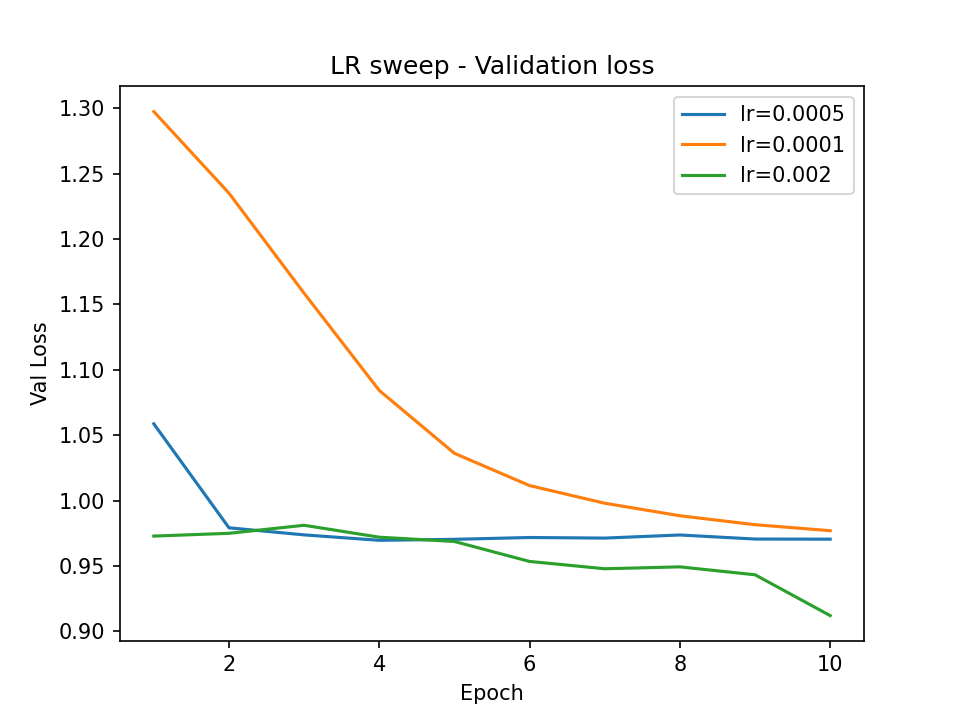 LR sweep - Validation loss
lr=0.0005
lr=0.0001
lr=0.002
Val Loss
1.30
1.25
1.20
1.15
1.10
1.05
1.00
0.95
0.90
2 4 6 8 10
Epoch